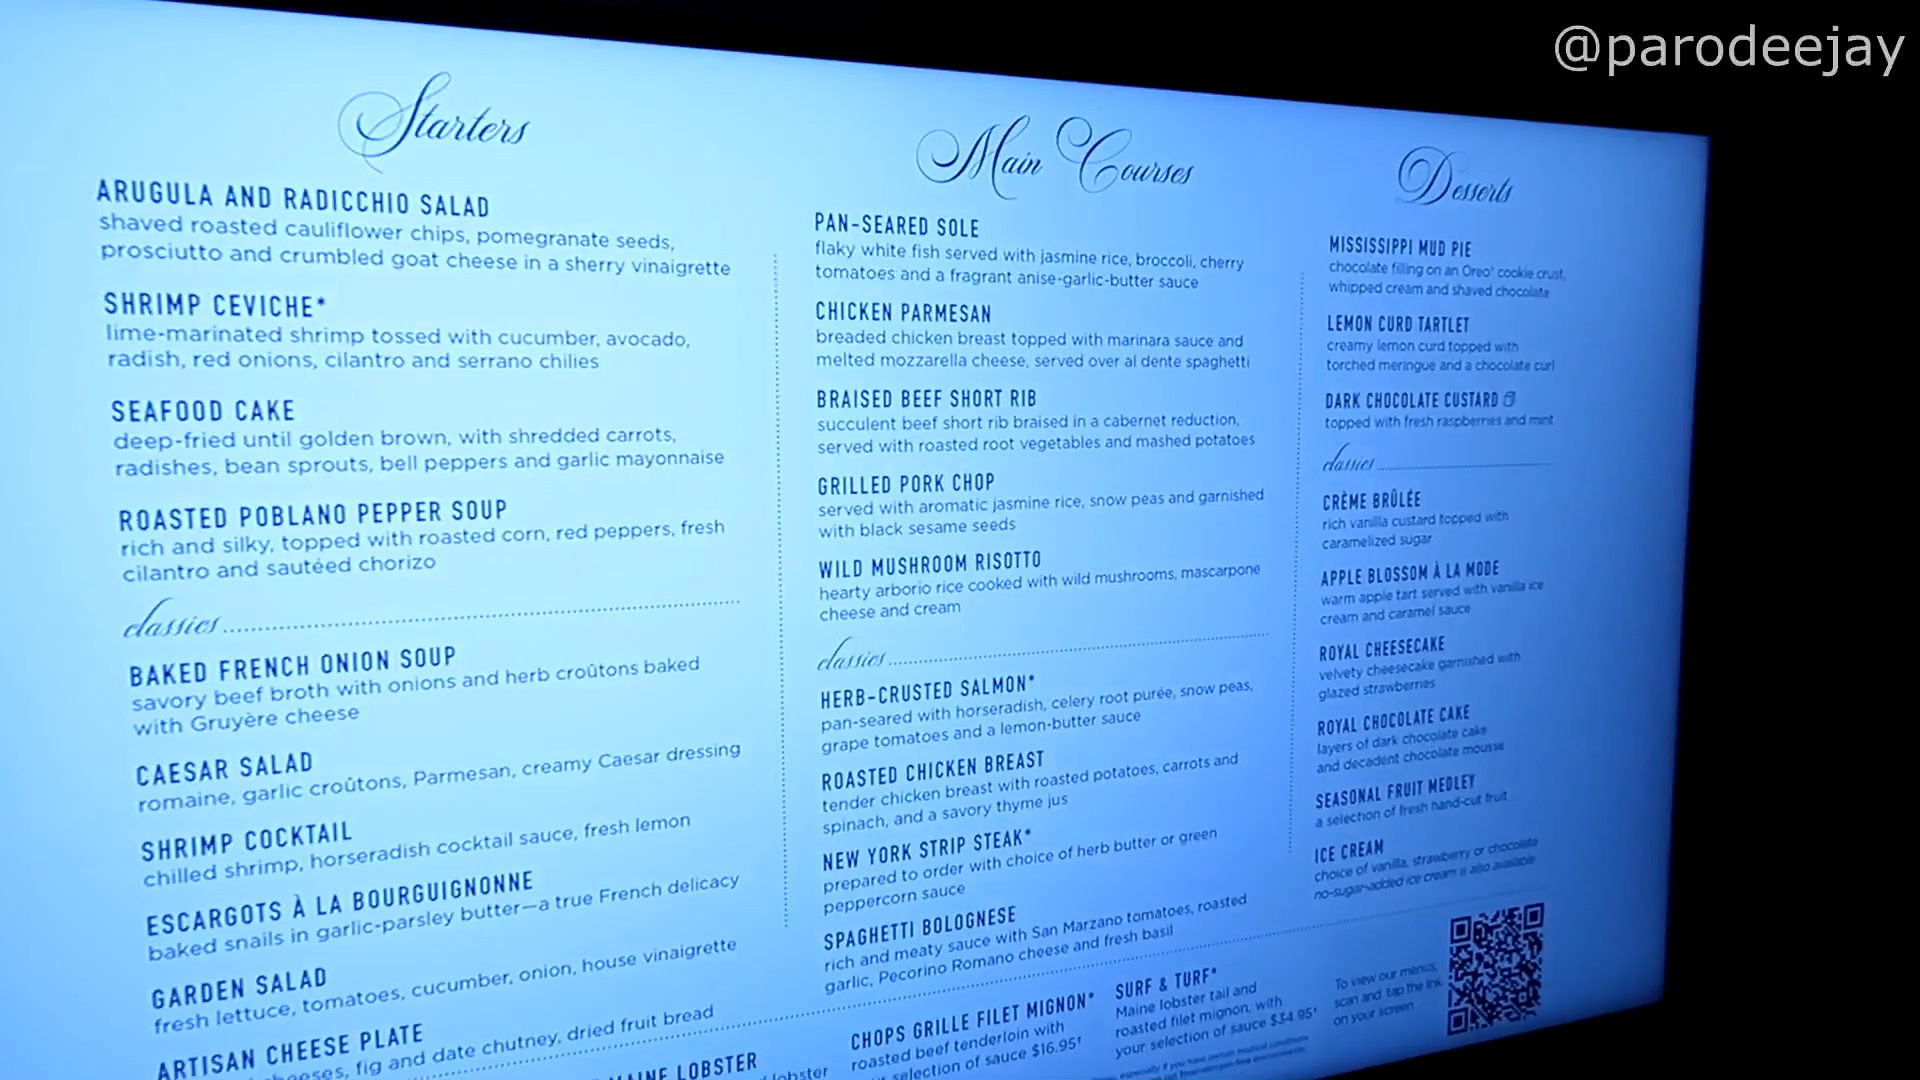 @parodeejay
Starters
ARUGULA AND RADICCHIO SALAD
shaved roasted cauliflower chips, pomegranate seeds,
prosciutto and crumbled goat cheese in a sherry vinaigrette
SHRIMP CEVICHE*
lime-marinated shrimp tossed with cucumber, avocado,
radish, red onions, cilantro and serrano chilies
SEAFOOD CAKE
deep-fried until golden brown, with shredded carrots,
radishes, bean sprouts, bell peppers and garlic mayonnaise
ROASTED POBLANO PEPPER SOUP
rich and silky, topped with roasted corn, red peppers, fresh
cilantro and sautéed chorizo
classics
BAKED FRENCH ONION SOUP
savory beef broth with onions and herb croûtons baked
with Gruyère cheese
CAESAR SALAD
romaine, garlic croûtons, Parmesan, creamy Caesar dressing
SHRIMP COCKTAIL
chilled shrimp, horseradish cocktail sauce, fresh lemon
ESCARGOTS À LA BOURGUIGNONNE
baked snails in garlic-parsley butter—a true French delicacy
GARDEN SALAD
fresh lettuce, tomatoes, cucumber, onion, house vinaigrette
ARTISAN CHEESE PLATE
fig and date chutney, dried fruit bread
Main Courses
PAN-SEARED SOLE
flaky white fish served with jasmine rice, broccoli, cherry
tomatoes and a fragrant anise-garlic-butter sauce
CHICKEN PARMESAN
breaded chicken breast topped with marinara sauce and
melted mozzarella cheese, served over al dente spaghetti
BRAISED BEEF SHORT RIB
succulent beef short rib braised in a cabernet reduction,
served with roasted root vegetables and mashed potatoes
GRILLED PORK CHOP
served with aromatic jasmine rice, snow peas and garnished
with black sesame seeds
WILD MUSHROOM RISOTTO
hearty arborio rice cooked with wild mushrooms, mascarpone
cheese and cream
classics
HERB-CRUSTED SALMON*
pan-seared with horseradish, celery root purée, snow peas,
grape tomatoes and a lemon-butter sauce
ROASTED CHICKEN BREAST
tender chicken breast with roasted potatoes, carrots and
spinach, and a savory thyme jus
NEW YORK STRIP STEAK*
prepared to order with choice of herb butter or green
peppercorn sauce
SPAGHETTI BOLOGNESE
rich and meaty sauce with San Marzano tomatoes, roasted
garlic, Pecorino Romano cheese and fresh basil
Desserts
MISSISSIPPI MUD PIE
chocolate filling on an Oreo® cookie crust,
whipped cream and shaved chocolate
LEMON CURD TARTLET
creamy lemon curd topped with
torched meringue and a chocolate curl
DARK CHOCOLATE CUSTARD
topped with fresh raspberries and mint
classics
CRÈME BRÛLÉE
rich vanilla custard topped with
caramelized sugar
APPLE BLOSSOM À LA MODE
warm apple tart served with vanilla ice
cream and caramel sauce
ROYAL CHEESECAKE
velvety cheesecake garnished with
glazed strawberries
ROYAL CHOCOLATE CAKE
layers of dark chocolate cake
and decadent chocolate mousse
SEASONAL FRUIT MEDLEY
a selection of fresh hand-cut fruit
ICE CREAM
choice of vanilla, strawberry or chocolate
no-sugar-added ice cream is also available
LOBSTER
lobster
CHOPS GRILLE FILET MIGNON*
roasted beef tenderloin with
selection of sauce $16.95†
SURF & TURF*
Maine lobster tail and
roasted filet mignon, with
your selection of sauce $34.95†
To view our menus,
scan and tap the link
on your screen
especially if you have certain medical conditions